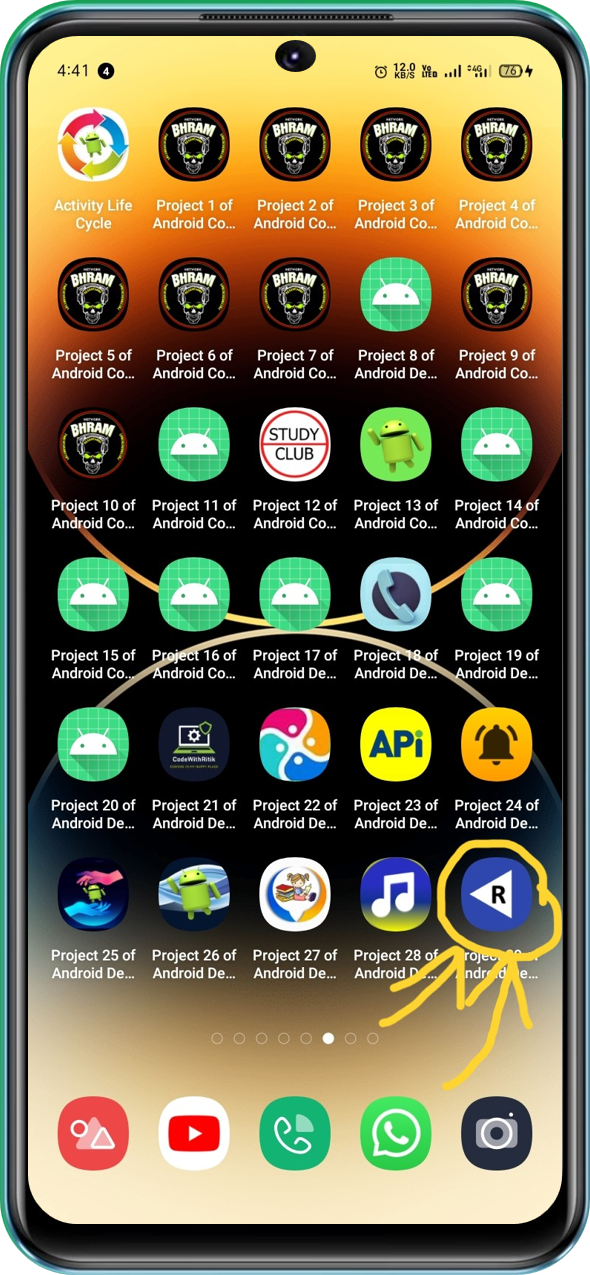 4:41 4 12.0 KB/S Vo LTED 4G 76
BHRAM BHRAM BHRAM BHRAM
Activity Life Project 1 of Project 2 of Project 3 of Project 4 of
Cycle Android Co... Android Co... Android Co... Android Co...
BHRAM BHRAM BHRAM BHRAM
Project 5 of Project 6 of Project 7 of Project 8 of Project 9 of
Android Co... Android Co... Android Co... Android De... Android Co...
BHRAM STUDY
CLUB
Project 10 of Project 11 of Project 12 of Project 13 of Project 14 of
Android Co... Android Co... Android Co... Android Co... Android Co...
Project 15 of Project 16 of Project 17 of Project 18 of Project 19 of
Android Co... Android Co... Android De... Android De... Android De...
CodeWithRitik APi
Project 20 of Project 21 of Project 22 of Project 23 of Project 24 of
Android De... Android De... Android De... Android De... Android De...
R
Project 25 of Project 26 of Project 27 of Project 28 of Project 29 of
Android De... Android De... Android De... Android De... Android De...